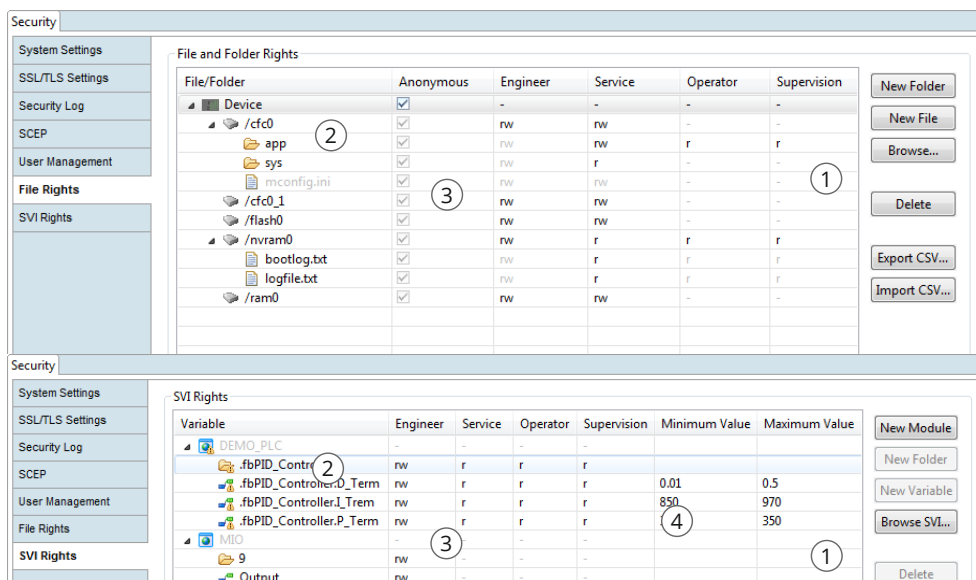 Security
System Settings
SSL/TLS Settings
Security Log
SCEP
User Management
File Rights
SVI Rights
File and Folder Rights
File/Folder Anonymous Engineer Service Operator Supervision
Device - - - -
/cfc0 rw rw - -
app rw rw r r
sys rw r - -
mconfig.ini rw rw - -
/cfc0_1 rw rw - -
/flash0 rw rw - -
/nvram0 rw r r r
bootlog.txt rw r r r
logfile.txt rw r r r
/ram0 rw rw - -
2
3
1
New Folder
New File
Browse...
Delete
Export CSV...
Import CSV...
Security
System Settings
SSL/TLS Settings
Security Log
SCEP
User Management
File Rights
SVI Rights
SVI Rights
Variable Engineer Service Operator Supervision Minimum Value Maximum Value
DEMO_PLC - - - -
.fbPID_Contro rw r r r
.fbPID_Controller.D_Term rw r r r 0.01 0.5
.fbPID_Controller.I_Trem rw r r r 850 970
.fbPID_Controller.P_Term rw r r r 350
MIO - - - -
9 rw - - -
Output rw - - -
2
3
4
1
New Module
New Folder
New Variable
Browse SVI...
Delete